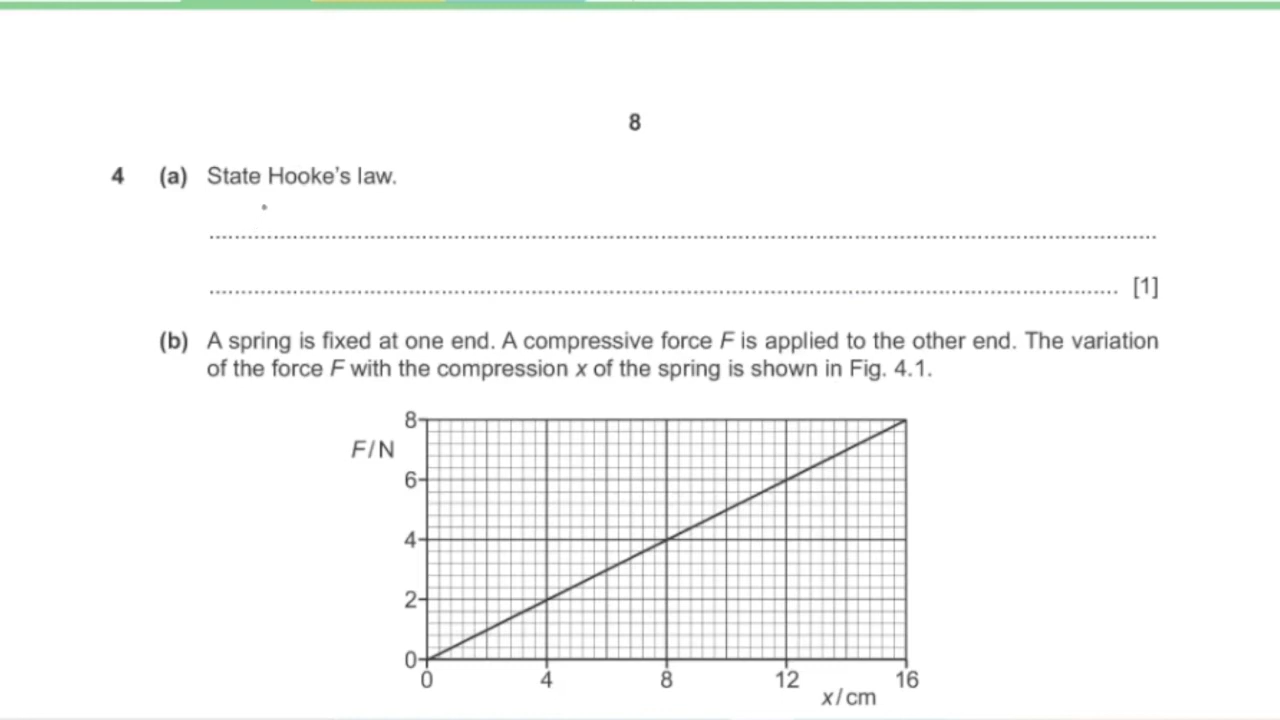 8
4 (a) State Hooke's law.
[1]
(b) A spring is fixed at one end. A compressive force F is applied to the other end. The variation
of the force F with the compression x of the spring is shown in Fig. 4.1.
8
F/N
6
4
2
0
0 4 8 12 16
x/cm